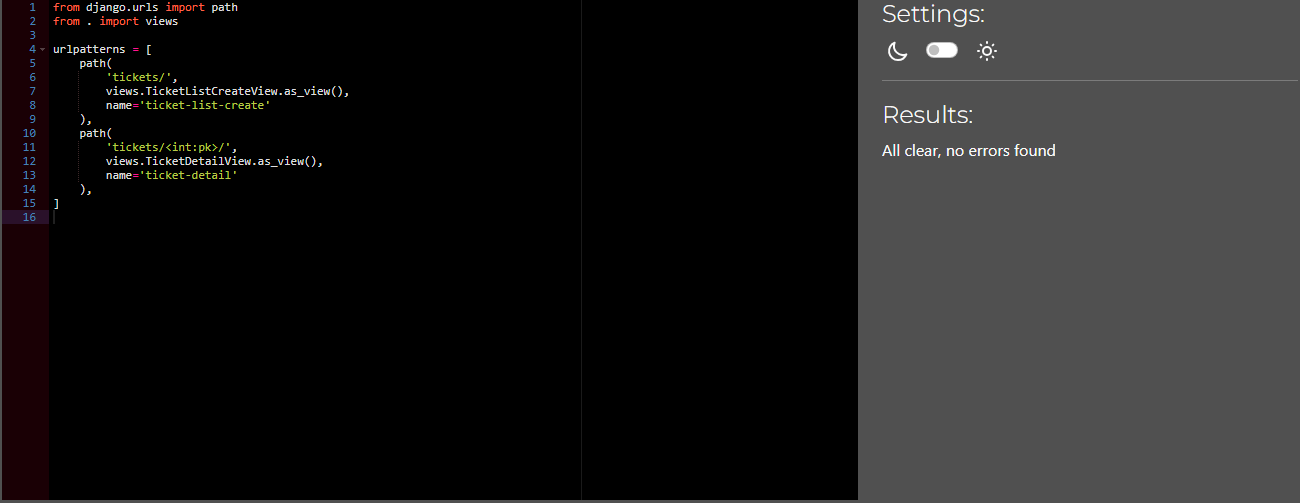 1 from django.urls import path
2 from . import views
3
4 urlpatterns = [
5     path(
6         'tickets/',
7         views.TicketListCreateView.as_view(),
8         name='ticket-list-create'
9     ),
10     path(
11         'tickets/<int:pk>/',
12         views.TicketDetailView.as_view(),
13         name='ticket-detail'
14     ),
15 ]
16
Settings:
Results:
All clear, no errors found